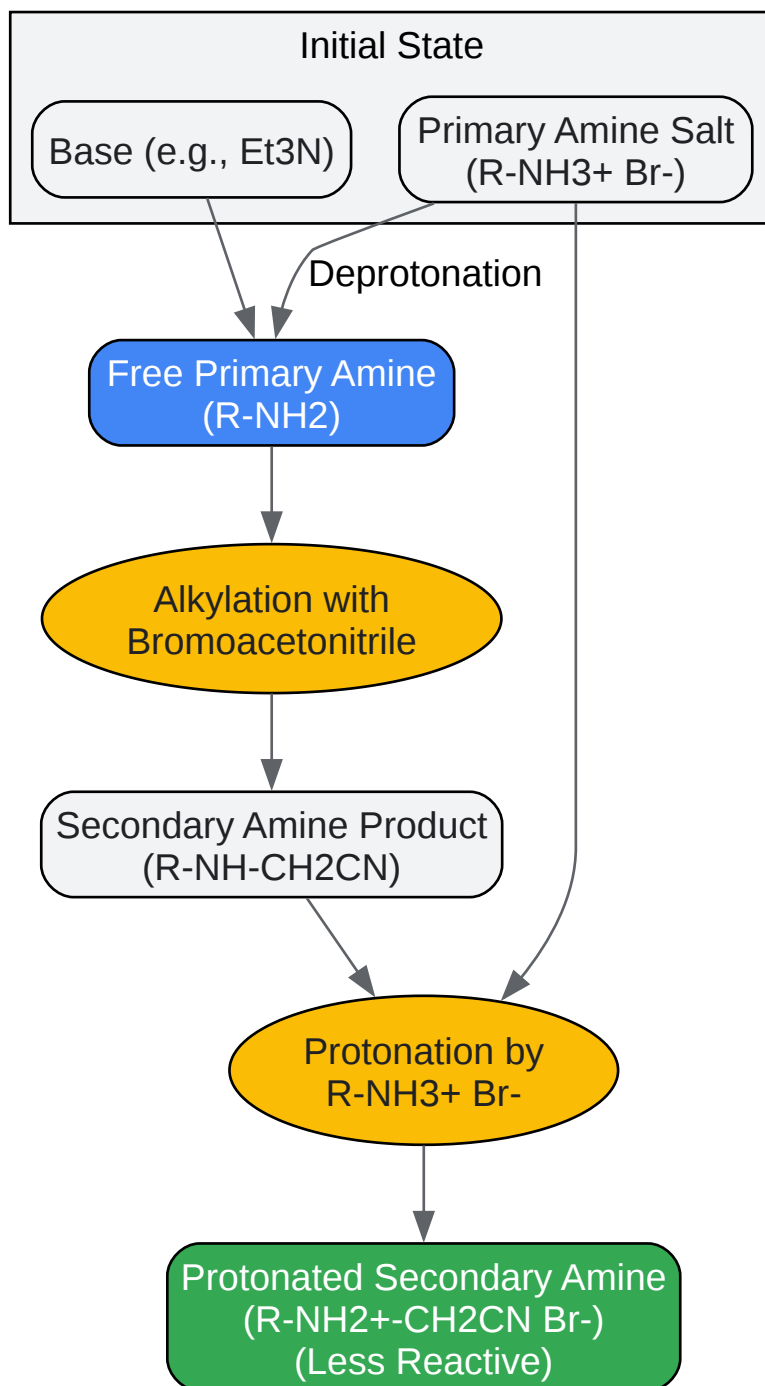 Initial State
Base (e.g., Et3N)
Primary Amine Salt
(R-NH3+ Br-)
Deprotonation
Free Primary Amine
(R-NH2)
Alkylation with
Bromoacetonitrile
Secondary Amine Product
(R-NH-CH2CN)
Protonation by
R-NH3+ Br-
Protonated Secondary Amine
(R-NH2+-CH2CN Br-)
(Less Reactive)